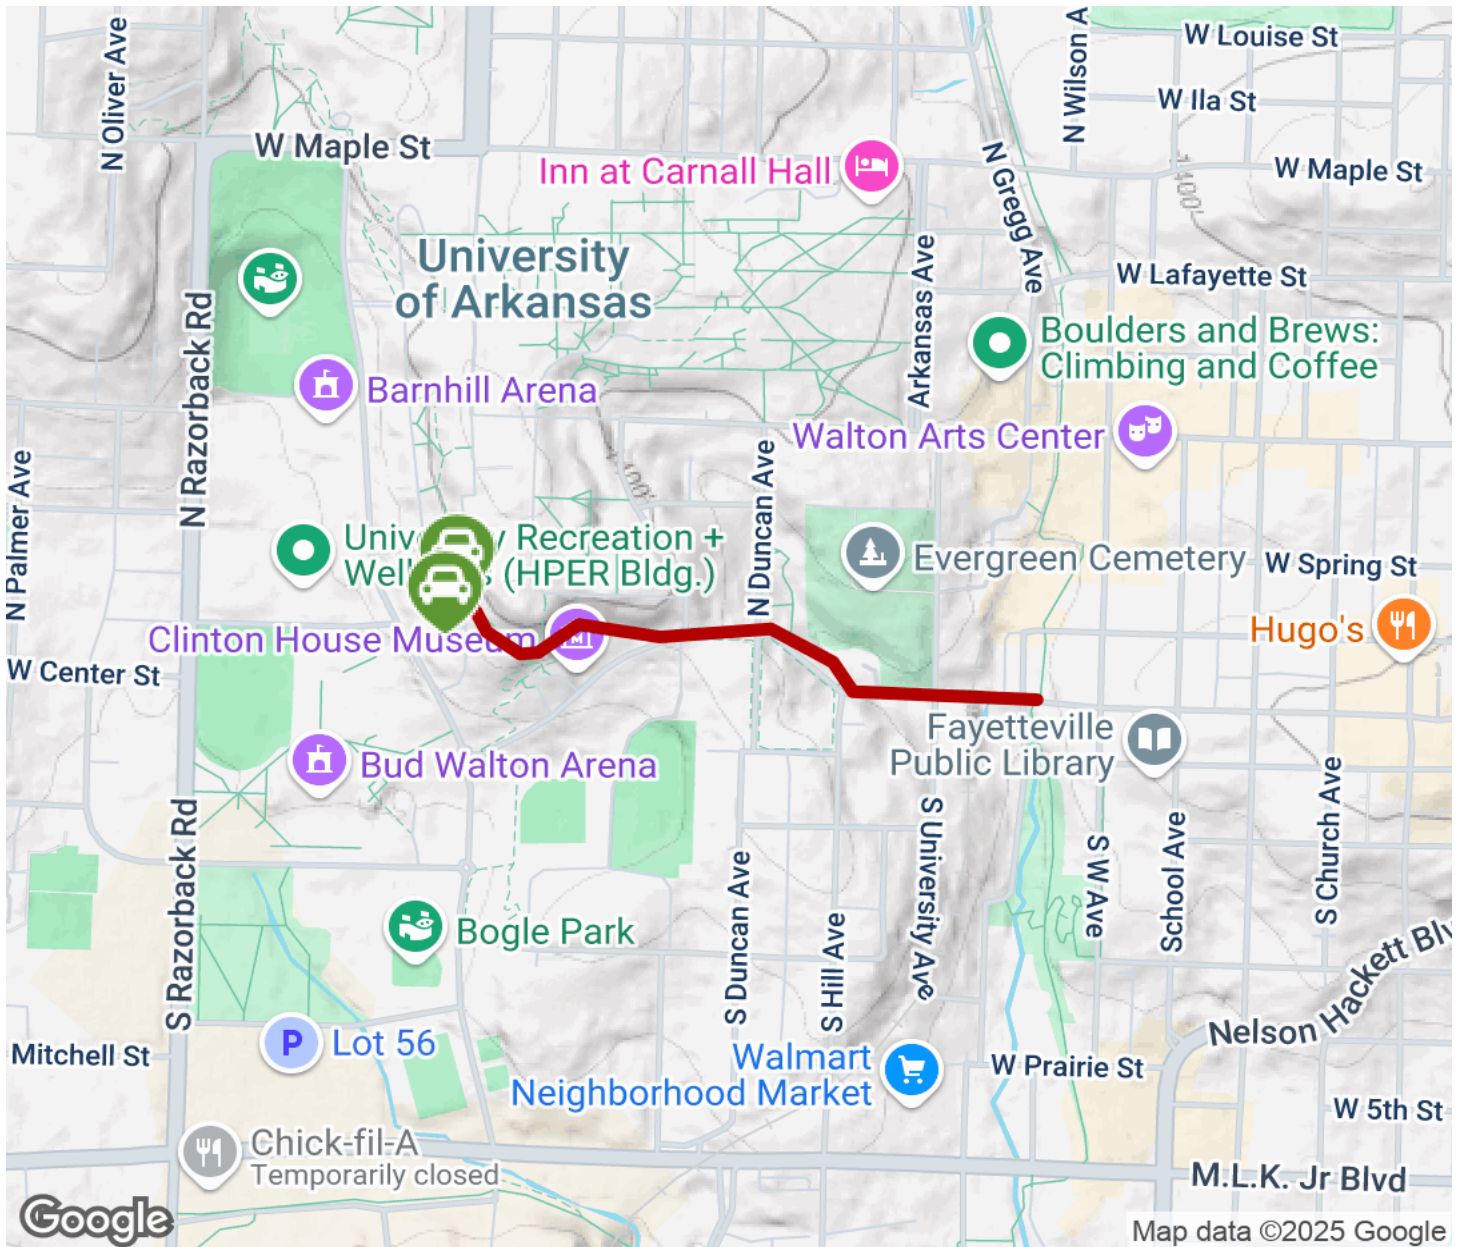 N Oliver Ave
W Maple St
W Louise St
N Wilson A
W Ila St
Inn at Carnall Hall
W Maple St
1400'
N Gregg Ave
University
of Arkansas
Arkansas Ave
W Lafayette St
N Razorback Rd
Boulders and Brews:
Climbing and Coffee
Barnhill Arena
Walton Arts Center
N Palmer Ave
1400'
N Duncan Ave
Recreation +
(HPER Bldg.)
Evergreen Cemetery
W Spring St
Hugo's
Clinton House Museum
M
W Center St
Fayetteville
Public Library
Bud Walton Arena
S Razorback Rd
S University Ave
S W Ave
School Ave
S Church Ave
S Duncan Ave
S Hill Ave
Bogle Park
P
Lot 56
Mitchell St
Nelson Hackett Blv
Walmart
Neighborhood Market
W Prairie St
W 5th St
Chick-fil-A
Temporarily closed
M.L.K. Jr Blvd
Google
Map data ©2025 Google